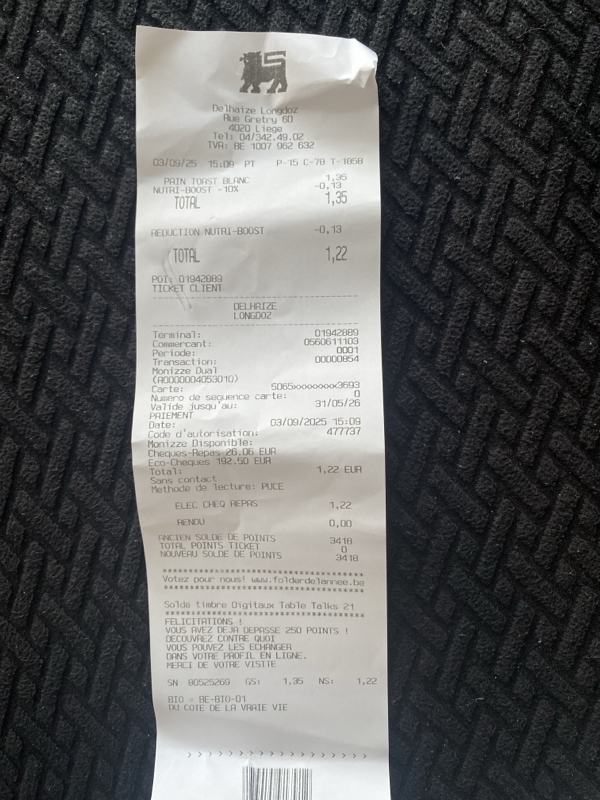 Delhaize Longdoz
Rue Gretry 60
4020 Liege
Tel: 04/342.49.02
TVA: BE 1007 962 632
03/09/25 15:09 PT P-15 C-78 T-1858
PAIN TOAST BLANC 1,35
NUTRI-BOOST -10% -0,13
TOTAL 1,35
REDUCTION NUTRI-BOOST -0,13
TOTAL 1,22
POI: 01942889
TICKET CLIENT
DELHAIZE
LONGDOZ
Terminal: 01942889
Commercant: 0560611103
Periode: 0001
Transaction: 00000854
Monizze Dual
(A0000004053010)
Carte: 5065xxxxxxxx3693
Numero de sequence carte: 0
Valide jusqu'au: 31/05/26
PAIEMENT
Date: 03/09/2025 15:09
Code d'autorisation: 477737
Monizze Disponible:
Cheques-Repas 26.06 EUR
Eco-Cheques 192.50 EUR
Total: 1,22 EUR
Sans contact
Methode de lecture: PUCE
ELEC CHEQ REPAS 1,22
RENDU 0,00
ANCIEN SOLDE DE POINTS 3418
TOTAL POINTS TICKET 0
NOUVEAU SOLDE DE POINTS 3418
Votez pour nous! www.folderdelannee.be
Solde timbre Digitaux Table Talks 21
FELICITATIONS !
VOUS AVEZ DEJA DEPASSE 250 POINTS !
DECOUVREZ CONTRE QUOI
VOUS POUVEZ LES ECHANGER
DANS VOTRE PROFIL EN LIGNE.
MERCI DE VOTRE VISITE
SN 80525269 GS: 1,35 NS: 1,22
BIO = BE-BIO-01
DU COTE DE LA VRAIE VIE